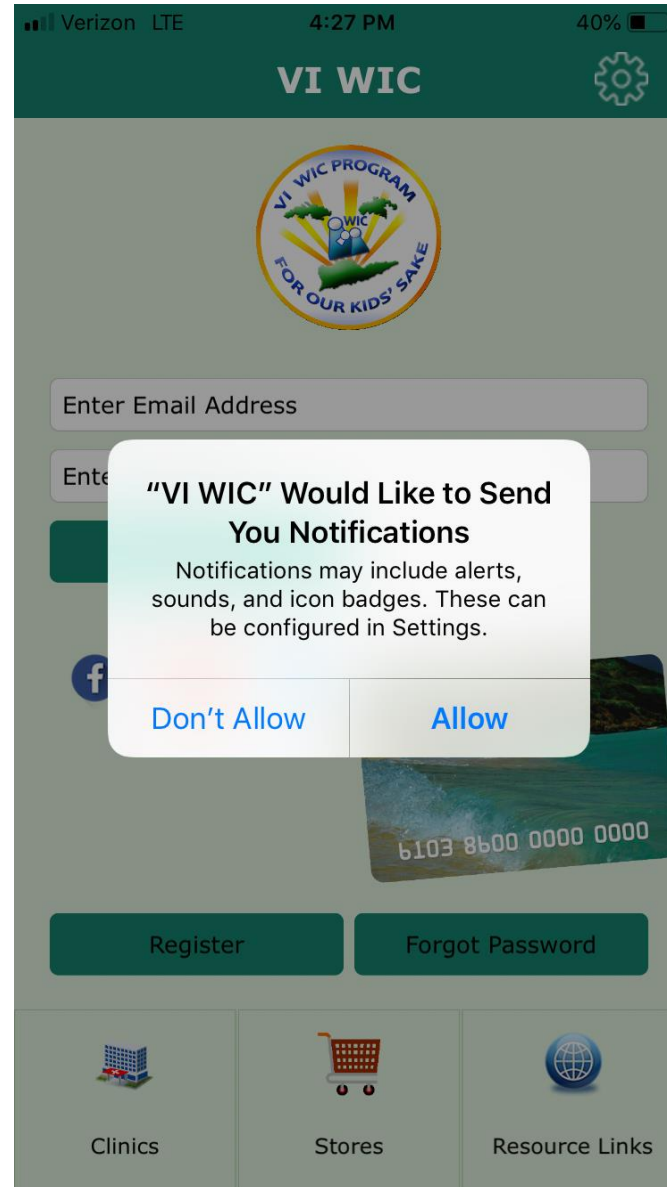 Verizon LTE 4:27 PM 40%
VI WIC
VI WIC PROGRAM
WIC
FOR OUR KIDS' SAKE
Enter Email Address
Ente
"VI WIC" Would Like to Send
You Notifications
Notifications may include alerts,
sounds, and icon badges. These can
be configured in Settings.
f
Don't Allow Allow
0000 0000
Register Forgot Password
Clinics Stores Resource Links